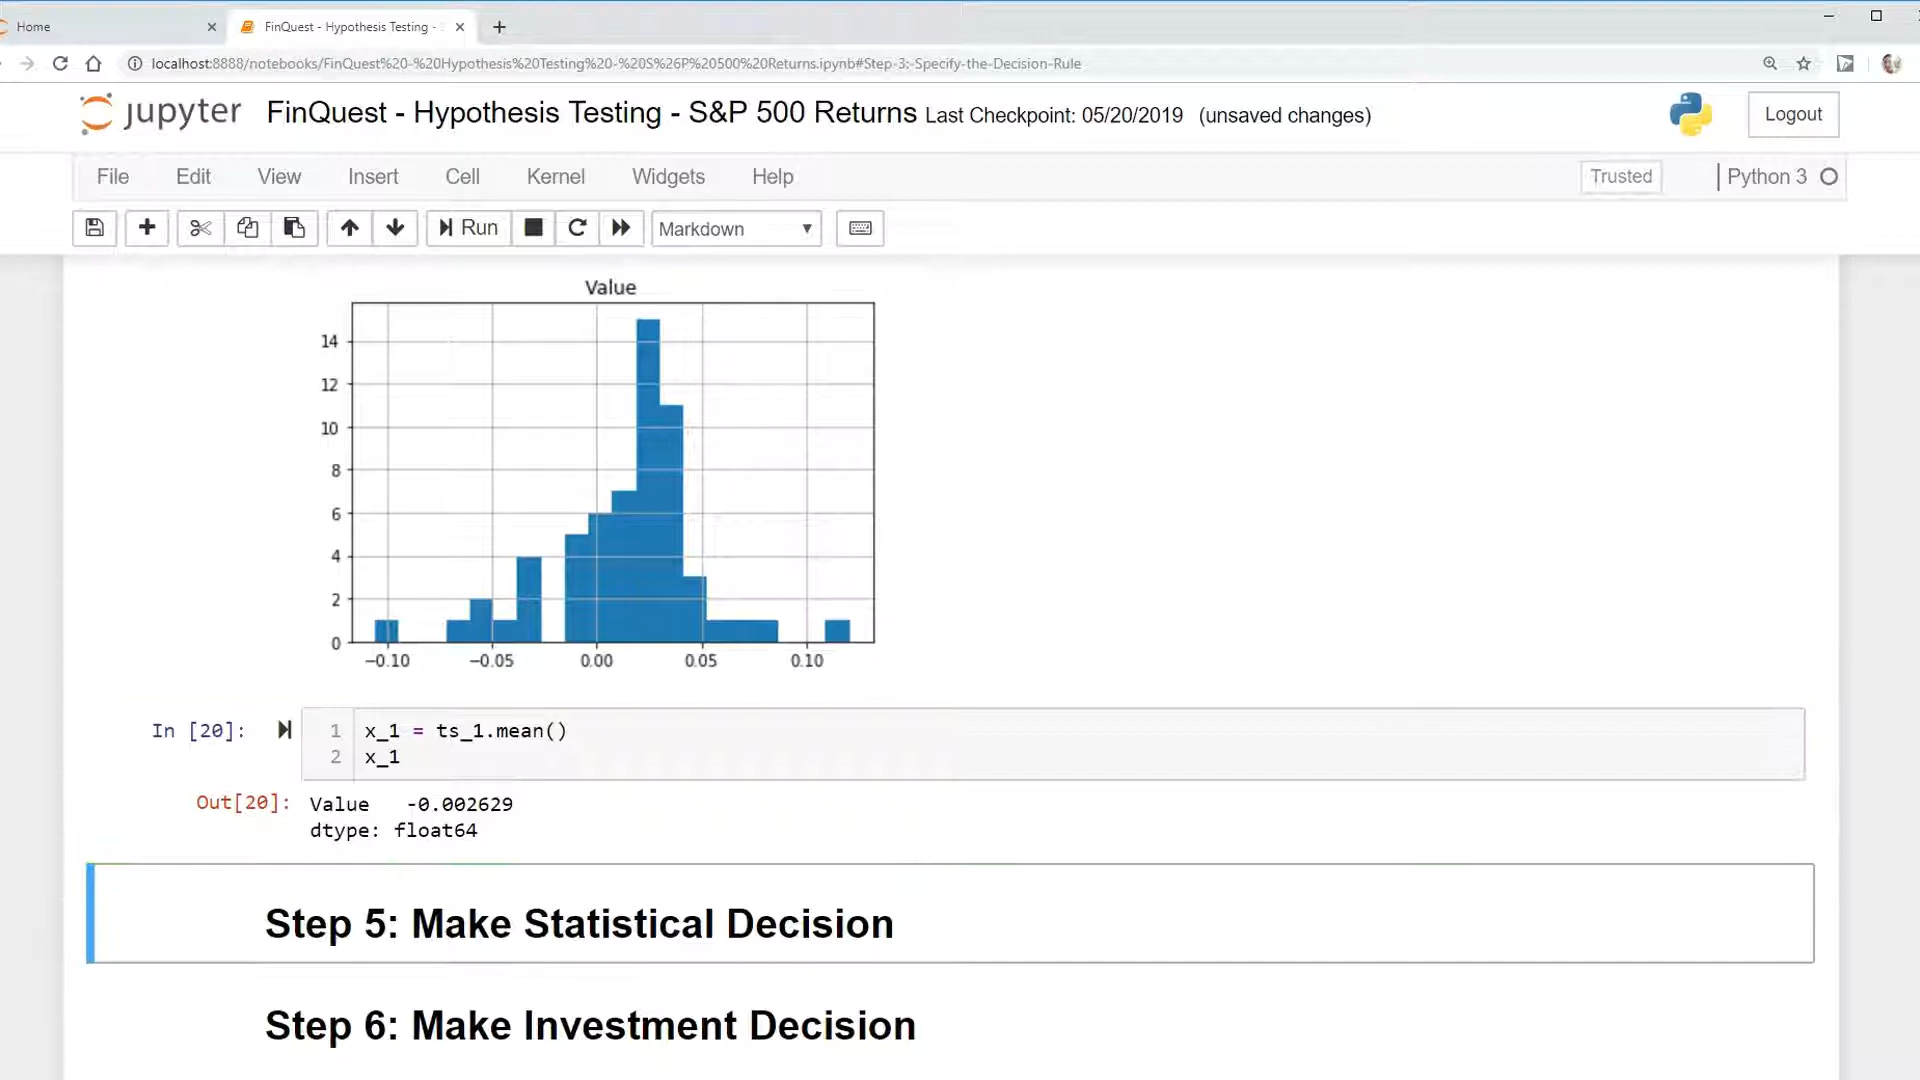 Home
FinQuest - Hypothesis Testing -
localhost:8888/notebooks/FinQuest%20-%20Hypothesis%20Testing%20-%20S%26P%20500%20Returns.ipynb#Step-3:-Specify-the-Decision-Rule
jupyter FinQuest - Hypothesis Testing - S&P 500 Returns Last Checkpoint: 05/20/2019 (unsaved changes) Logout
File Edit View Insert Cell Kernel Widgets Help Trusted Python 3
Run Markdown
Value
14
12
10
8
6
4
2
0
−0.10 −0.05 0.00 0.05 0.10
In [20]: 1 x_1 = ts_1.mean()
2 x_1
Out[20]: Value -0.002629
dtype: float64
Step 5: Make Statistical Decision
Step 6: Make Investment Decision